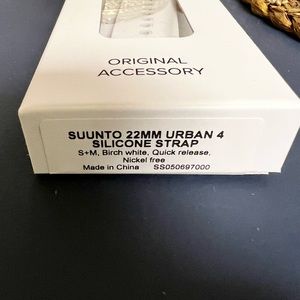 ORIGINAL
ACCESSORY
SUUNTO 22MM URBAN 4
SILICONE STRAP
S+M, Birch white, Quick release,
Nickel free
Made in China SS050697000